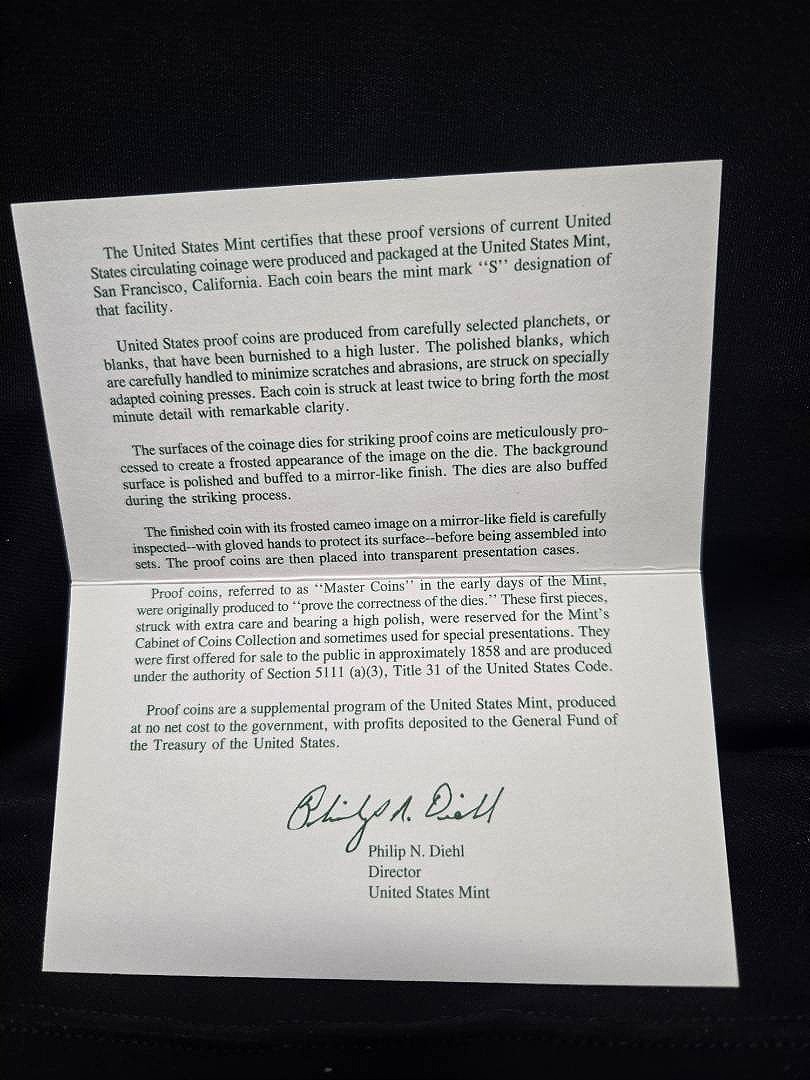 The United States Mint certifies that these proof versions of current United
States circulating coinage were produced and packaged at the United States Mint,
San Francisco, California. Each coin bears the mint mark ‘‘S’’ designation of
that facility.
United States proof coins are produced from carefully selected planchets, or
blanks, that have been burnished to a high luster. The polished blanks, which
are carefully handled to minimize scratches and abrasions, are struck on specially
adapted coining presses. Each coin is struck at least twice to bring forth the most
minute detail with remarkable clarity.
The surfaces of the coinage dies for striking proof coins are meticulously pro-
cessed to create a frosted appearance of the image on the die. The background
surface is polished and buffed to a mirror-like finish. The dies are also buffed
during the striking process.
The finished coin with its frosted cameo image on a mirror-like field is carefully
inspected--with gloved hands to protect its surface--before being assembled into
sets. The proof coins are then placed into transparent presentation cases.
Proof coins, referred to as ‘‘Master Coins’’ in the early days of the Mint,
were originally produced to ‘‘prove the correctness of the dies.’’ These first pieces,
struck with extra care and bearing a high polish, were reserved for the Mint’s
Cabinet of Coins Collection and sometimes used for special presentations. They
were first offered for sale to the public in approximately 1858 and are produced
under the authority of Section 5111 (a)(3), Title 31 of the United States Code.
Proof coins are a supplemental program of the United States Mint, produced
at no net cost to the government, with profits deposited to the General Fund of
the Treasury of the United States.
Philip N. Diehl
Philip N. Diehl
Director
United States Mint